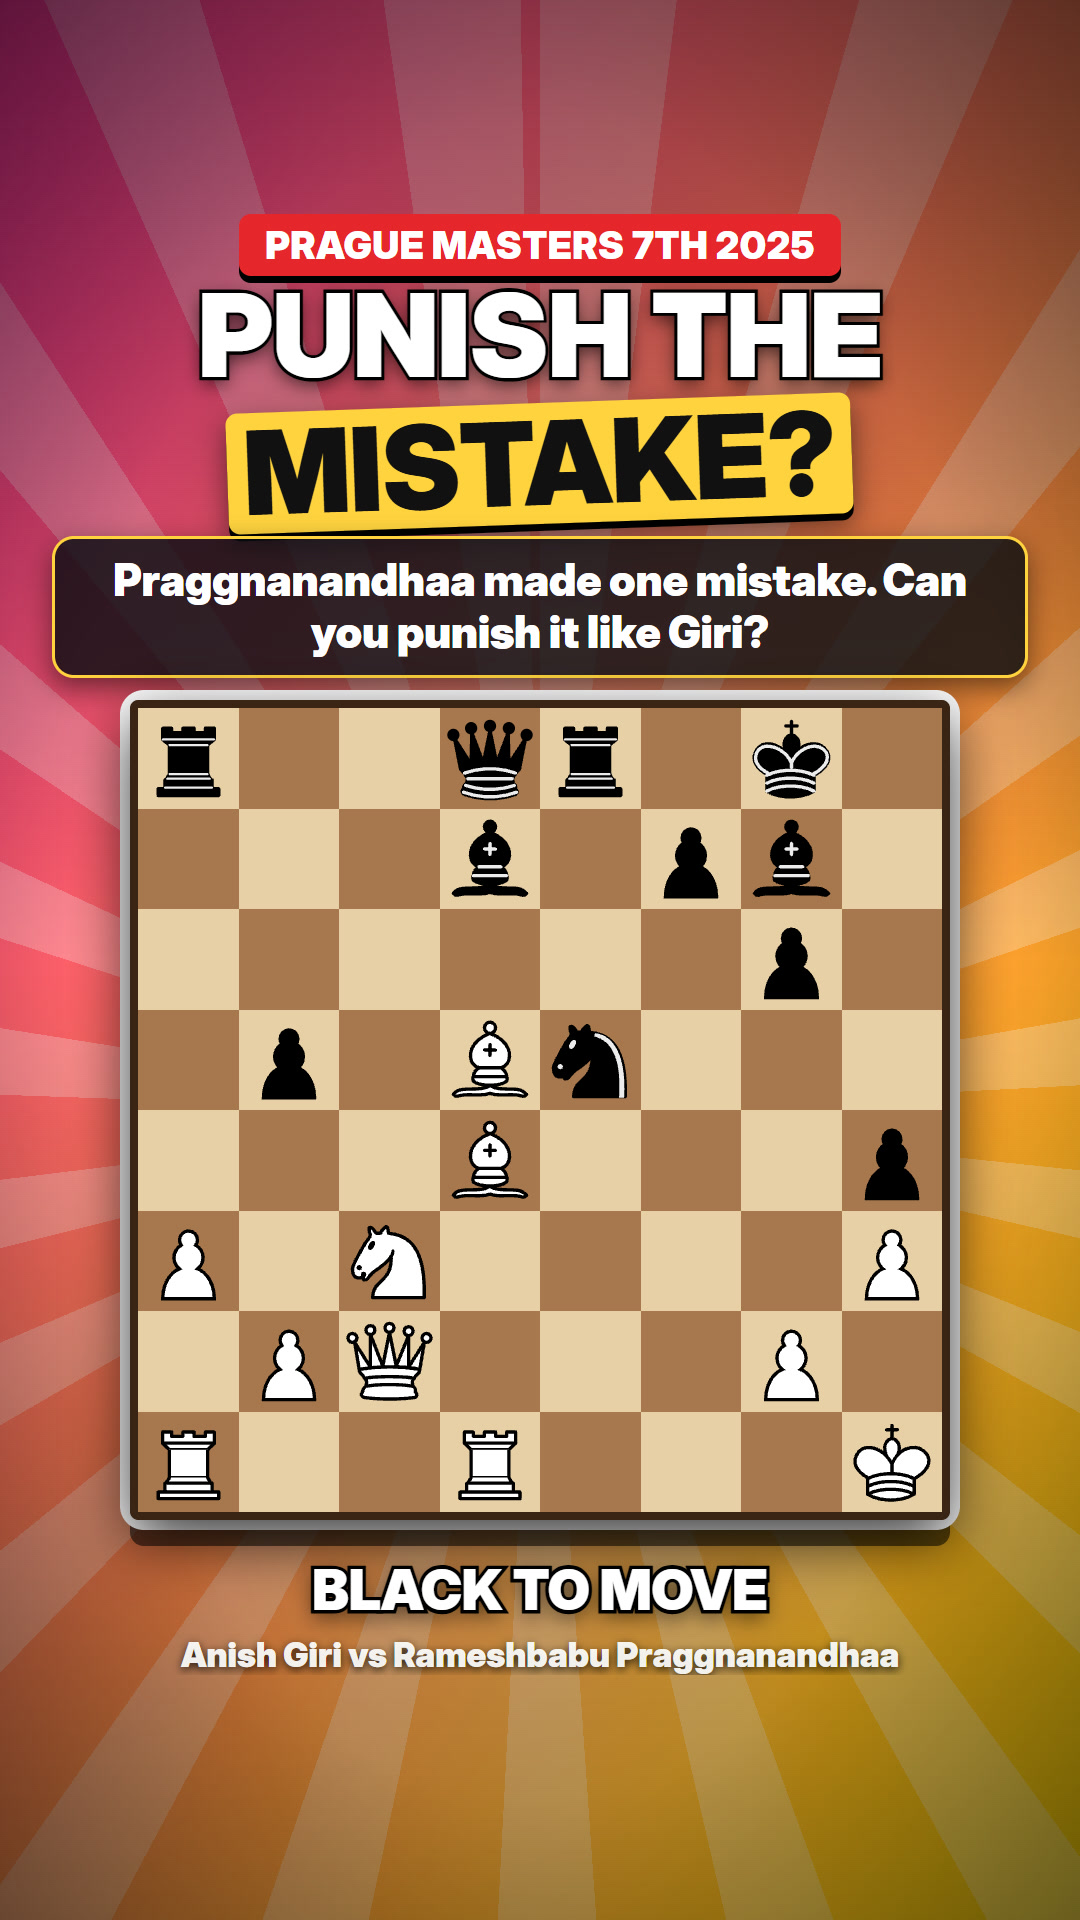 PRAGUE MASTERS 7TH 2025
PUNISH THE
MISTAKE?
Praggnanandhaa made one mistake. Can
you punish it like Giri?
BLACK TO MOVE
Anish Giri vs Rameshbabu Praggnanandhaa